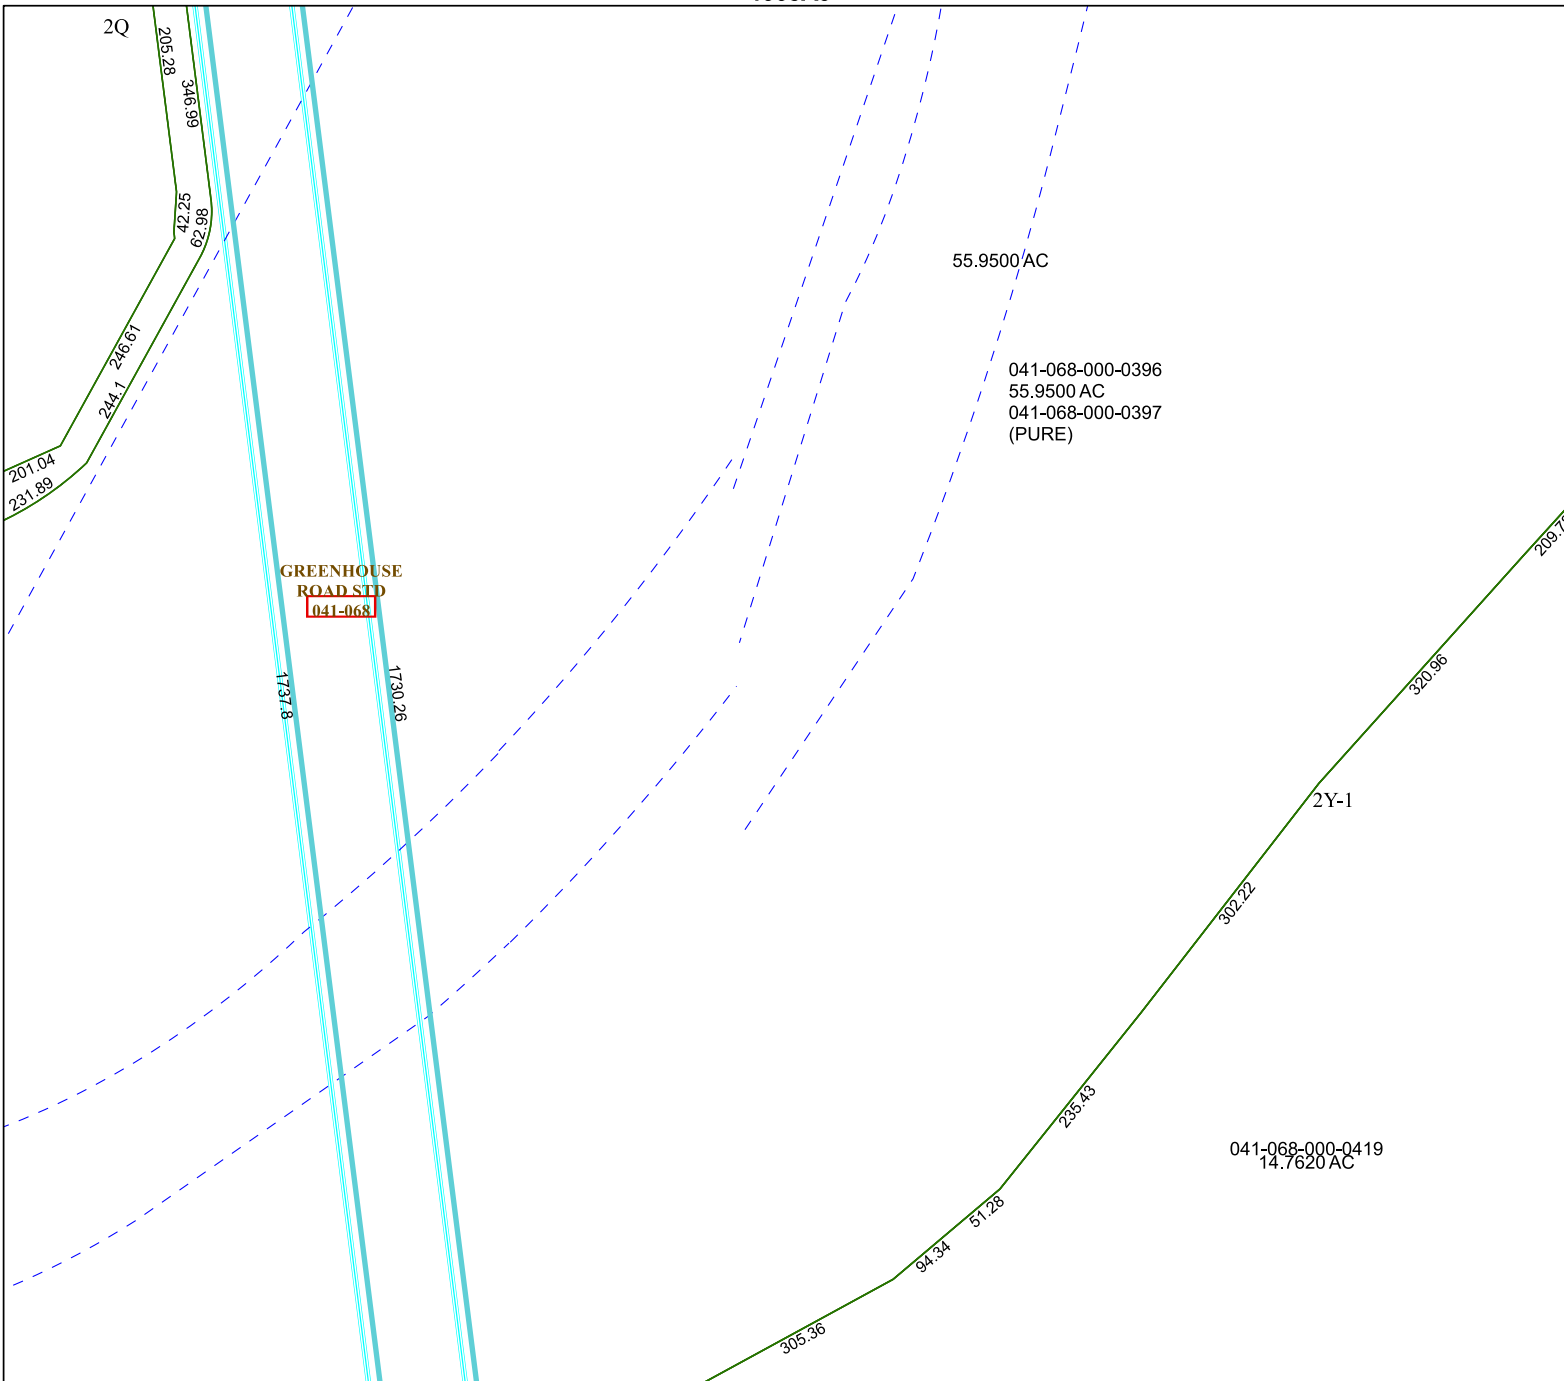 2Q
205.28
346.99
42.25
62.98
55.9500 AC
246.61
244.1
041-068-000-0396
55.9500 AC
041-068-000-0397
(PURE)
201.04
231.89
GREENHOUSE
ROAD STD
041-068
1737.8
1730.26
320.96
2Y-1
302.22
235.43
041-068-000-0419
14.7620 AC
51.28
94.34
305.36